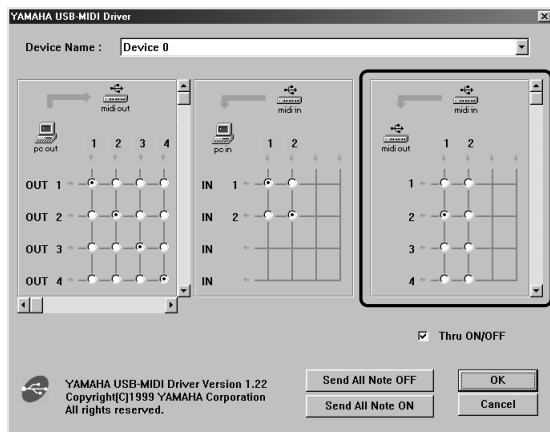 YAMAHA USB-MIDI Driver
Device Name : Device 0
midi out
pc out
1 2 3 4
OUT 1
OUT 2
OUT 3
OUT 4
midi in
pc in
1 2
IN 1
IN 2
IN
IN
midi in
midi out
1 2
1
2
3
4
Thru ON/OFF
YAMAHA USB-MIDI Driver Version 1.22
Copyright[C]1999 YAMAHA Corporation
All rights reserved.
Send All Note OFF
Send All Note ON
OK
Cancel